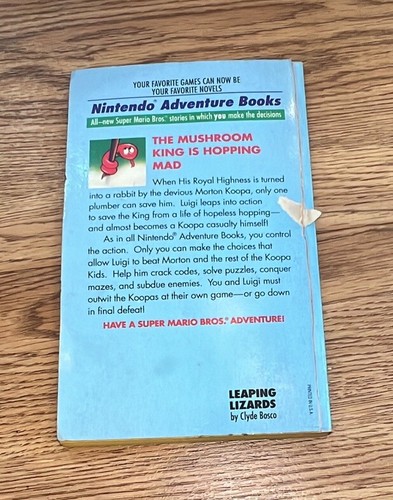 YOUR FAVORITE GAMES CAN NOW BE
YOUR FAVORITE NOVELS
Nintendo® Adventure Books
All-new Super Mario Bros.™ stories in which you make the decisions
THE MUSHROOM
KING IS HOPPING
MAD
When His Royal Highness is turned
into a rabbit by the devious Morton Koopa, only one
plumber can save him. Luigi leaps into action
to save the King from a life of hopeless hopping—
and almost becomes a Koopa casualty himself!
As in all Nintendo® Adventure Books, you control
the action. Only you can make the choices that
allow Luigi to beat Morton and the rest of the Koopa
Kids. Help him crack codes, solve puzzles, conquer
mazes, and subdue enemies. You and Luigi must
outwit the Koopas at their own game—or go down
in final defeat!
HAVE A SUPER MARIO BROS.® ADVENTURE!
LEAPING
LIZARDS
by Clyde Bosco
PRINTED IN U.S.A.